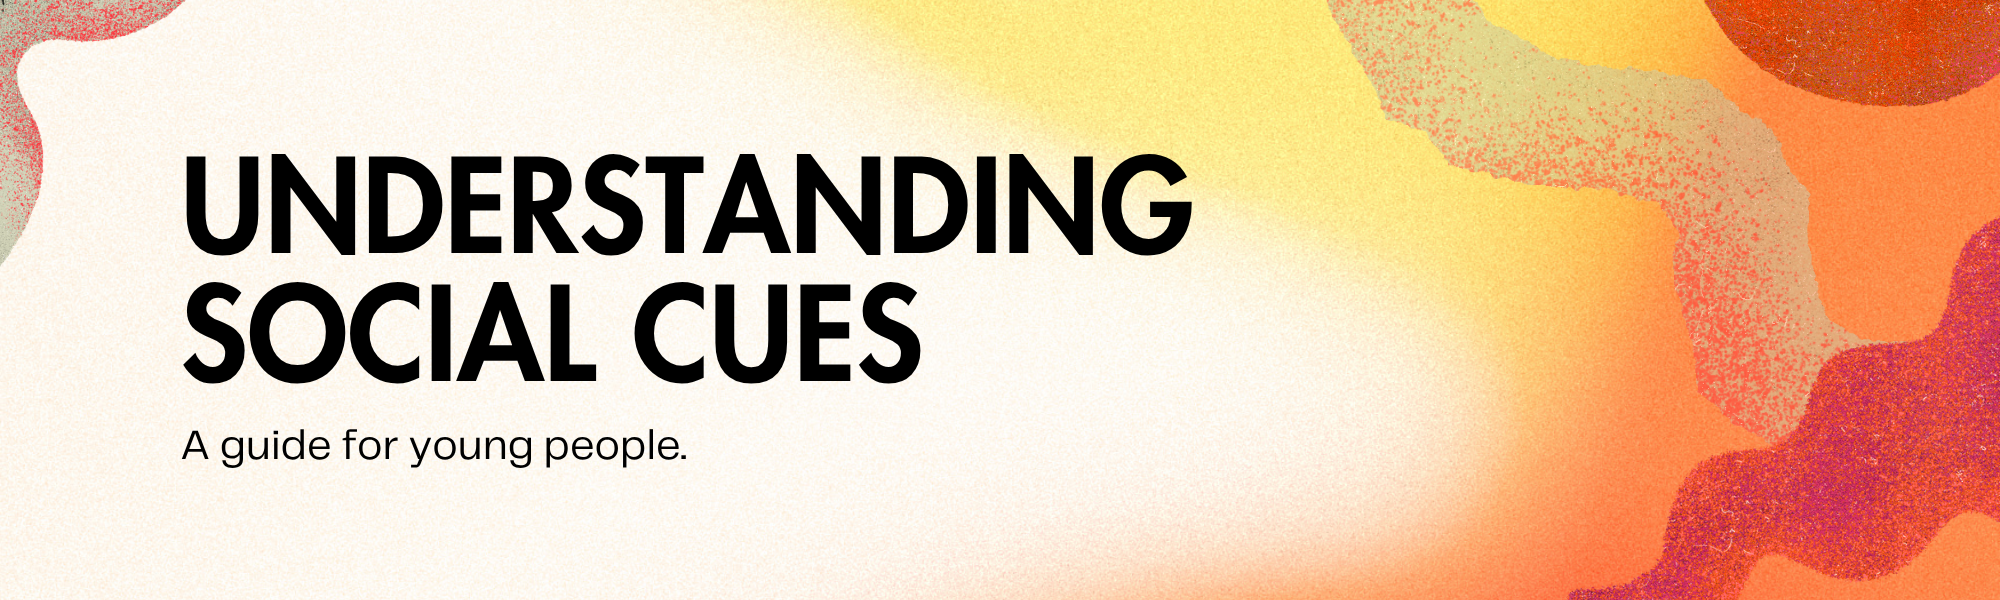 UNDERSTANDING
SOCIAL CUES
A guide for young people.